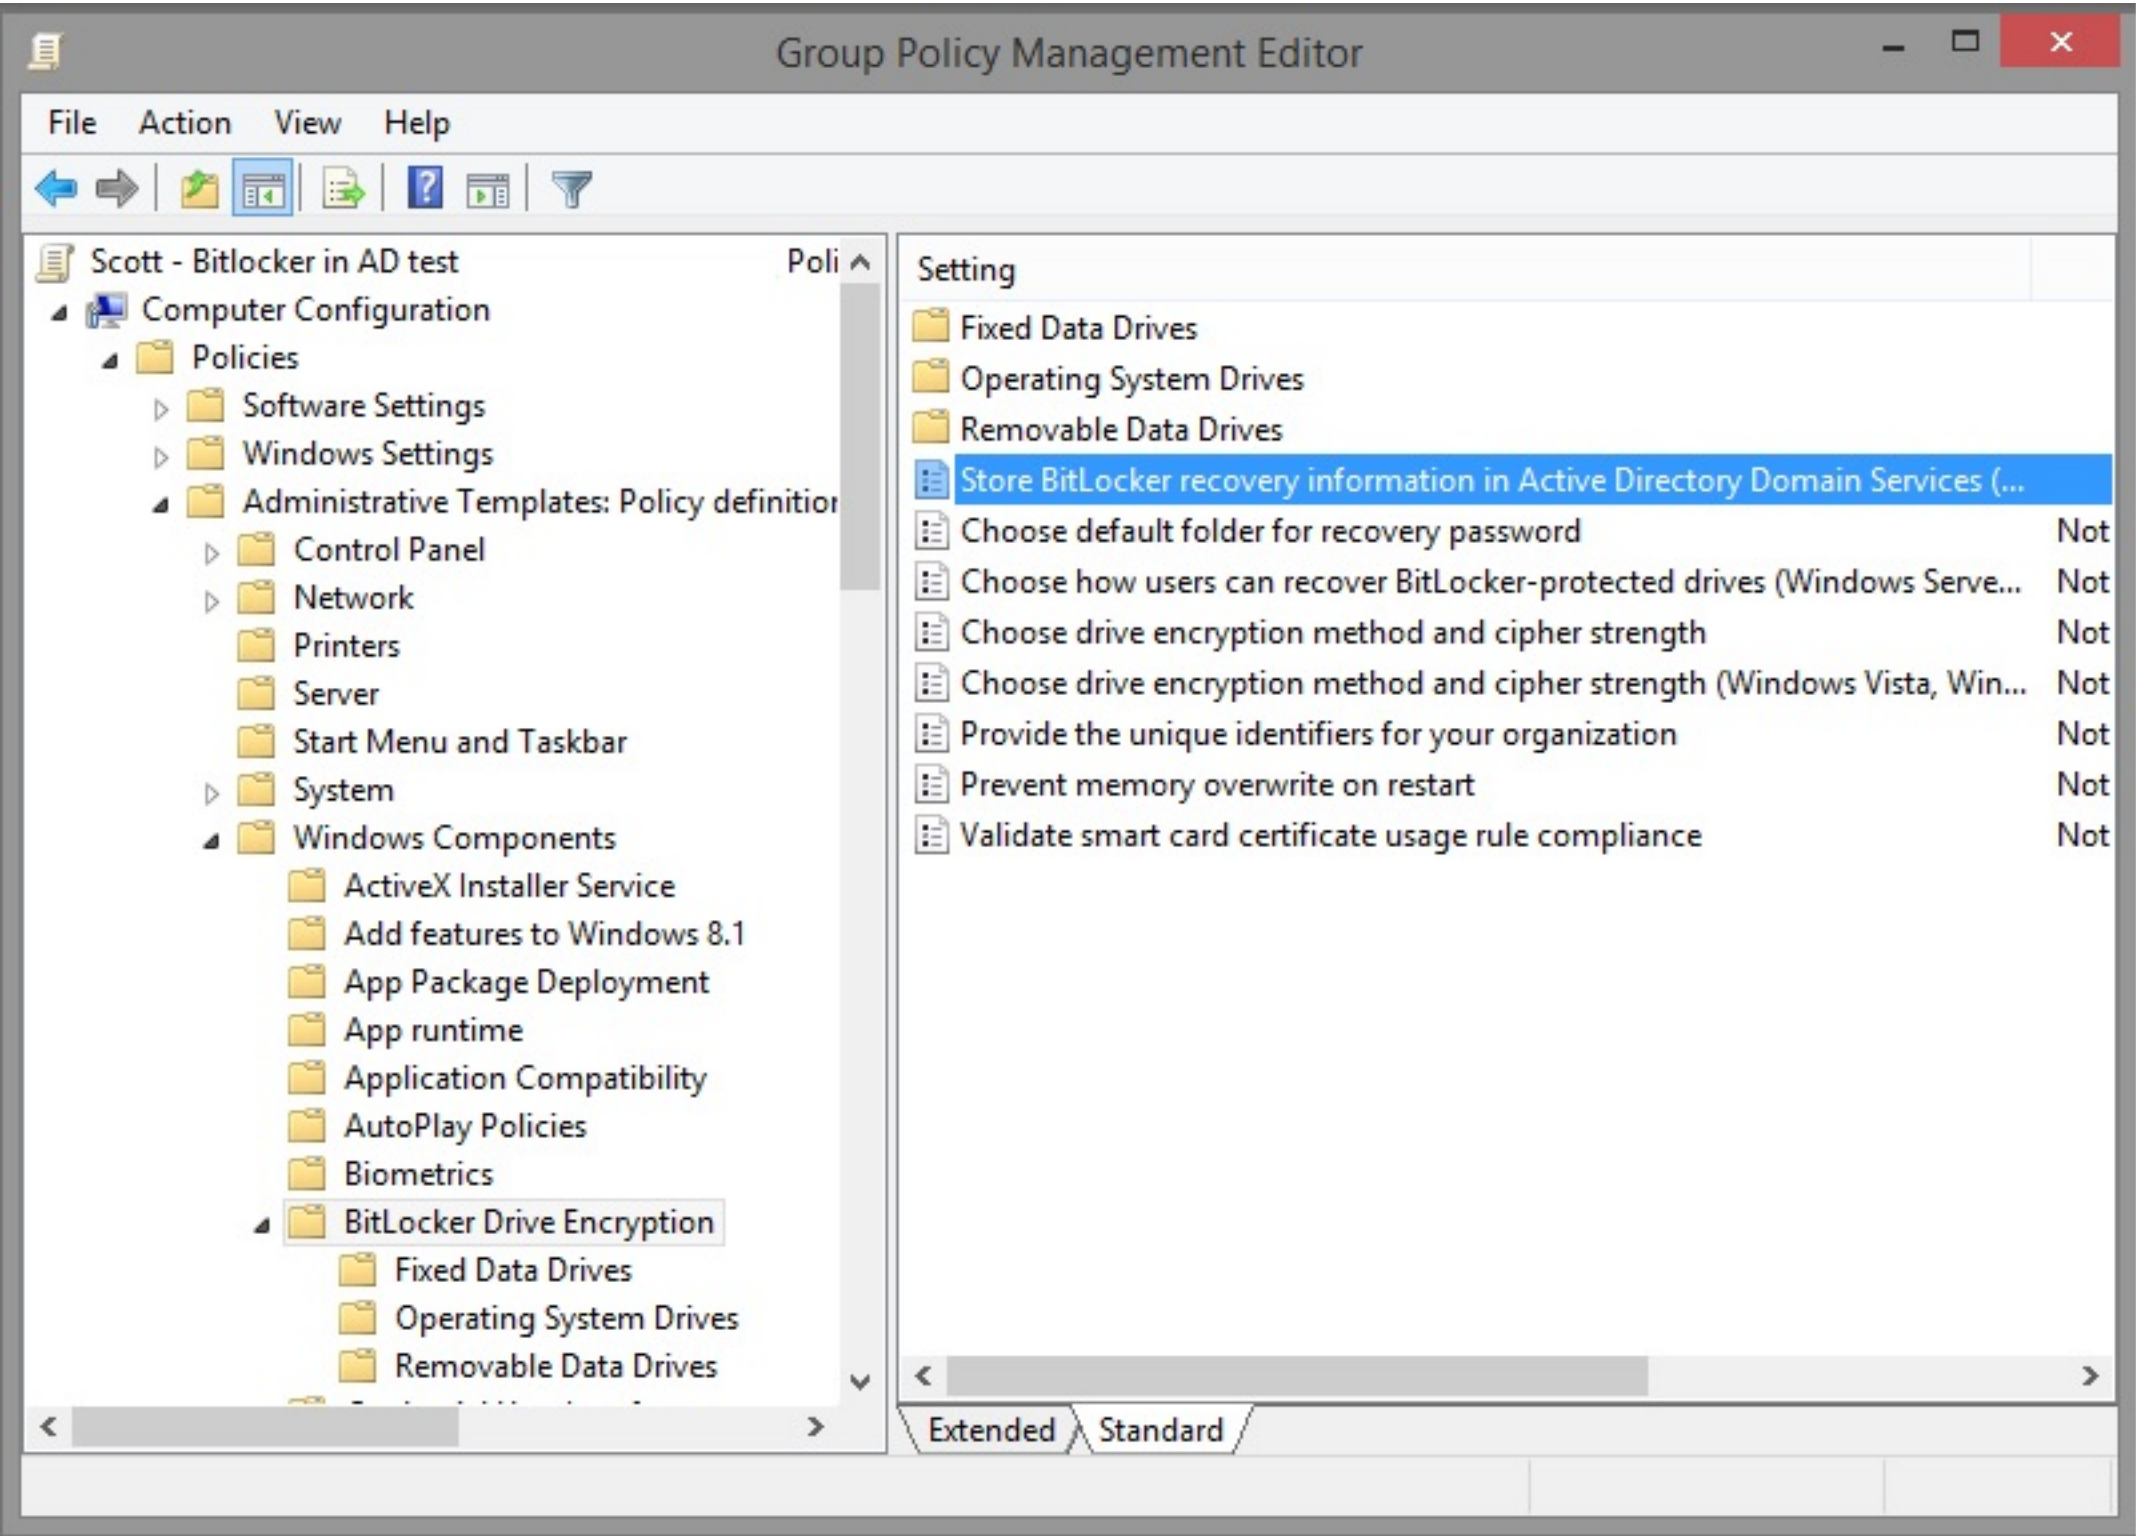 Group Policy Management Editor
File Action View Help
Scott - Bitlocker in AD test Poli
Computer Configuration
Policies
Software Settings
Windows Settings
Administrative Templates: Policy definition
Control Panel
Network
Printers
Server
Start Menu and Taskbar
System
Windows Components
ActiveX Installer Service
Add features to Windows 8.1
App Package Deployment
App runtime
Application Compatibility
AutoPlay Policies
Biometrics
BitLocker Drive Encryption
Fixed Data Drives
Operating System Drives
Removable Data Drives
Setting
Fixed Data Drives
Operating System Drives
Removable Data Drives
Store BitLocker recovery information in Active Directory Domain Services (...
Choose default folder for recovery password Not
Choose how users can recover BitLocker-protected drives (Windows Serve... Not
Choose drive encryption method and cipher strength Not
Choose drive encryption method and cipher strength (Windows Vista, Win... Not
Provide the unique identifiers for your organization Not
Prevent memory overwrite on restart Not
Validate smart card certificate usage rule compliance Not
Extended Standard